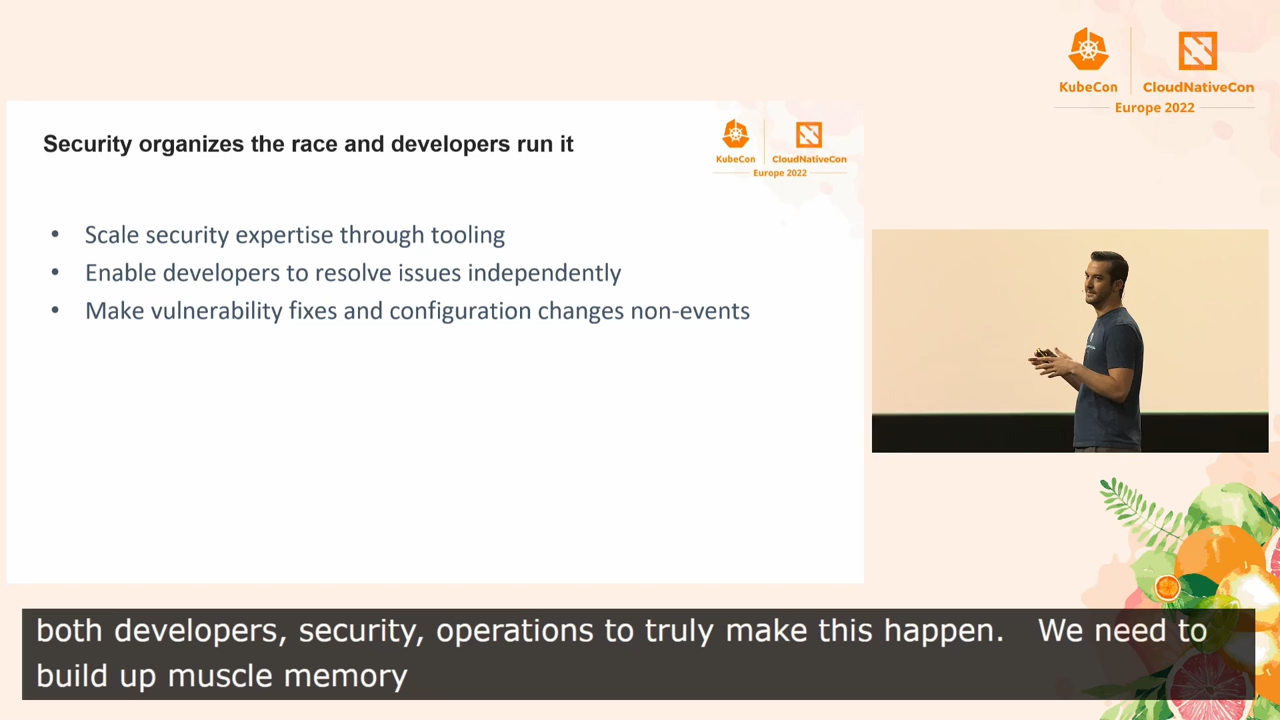 KubeCon
CloudNativeCon
Europe 2022
Security organizes the race and developers run it
KubeCon
CloudNativeCon
Europe 2022
• Scale security expertise through tooling
• Enable developers to resolve issues independently
• Make vulnerability fixes and configuration changes non-events
both developers, security, operations to truly make this happen. We need to
build up muscle memory